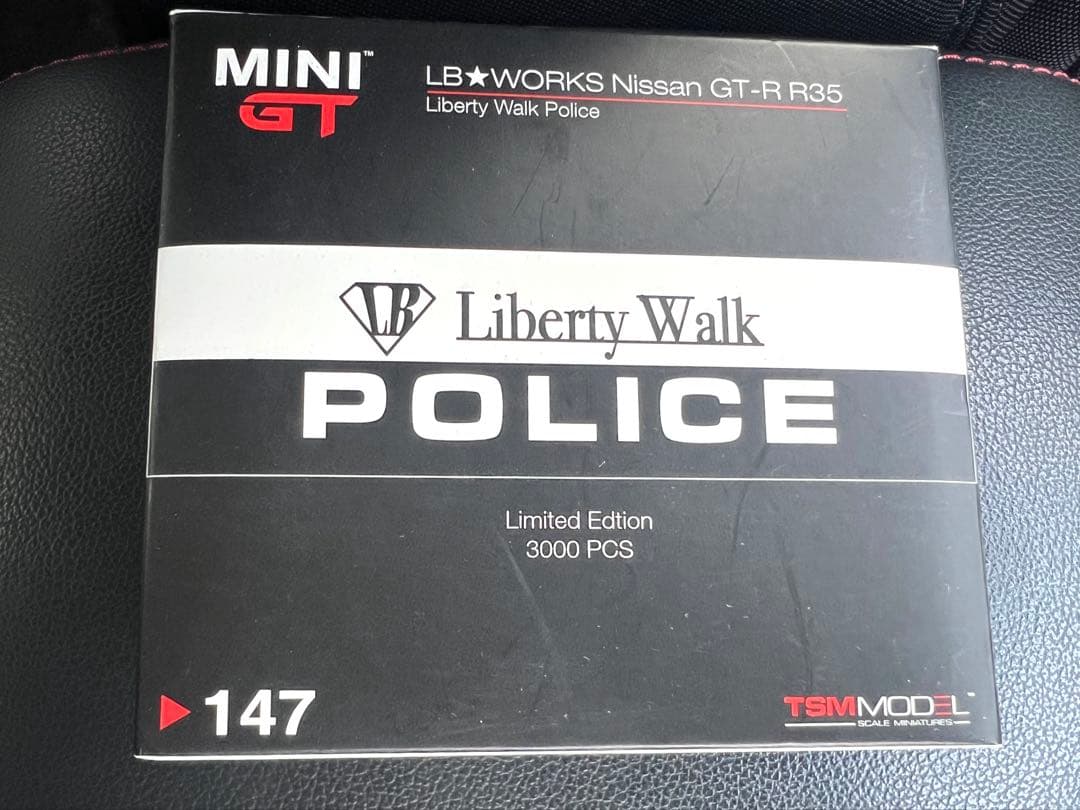 MINI™
GT
LB★WORKS Nissan GT-R R35
Liberty Walk Police
LB Liberty Walk
POLICE
Limited Edtion
3000 PCS
147
TSMMODEL™
SCALE MINIATURES